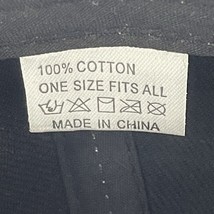 100% COTTON
ONE SIZE FITS ALL
MADE IN CHINA